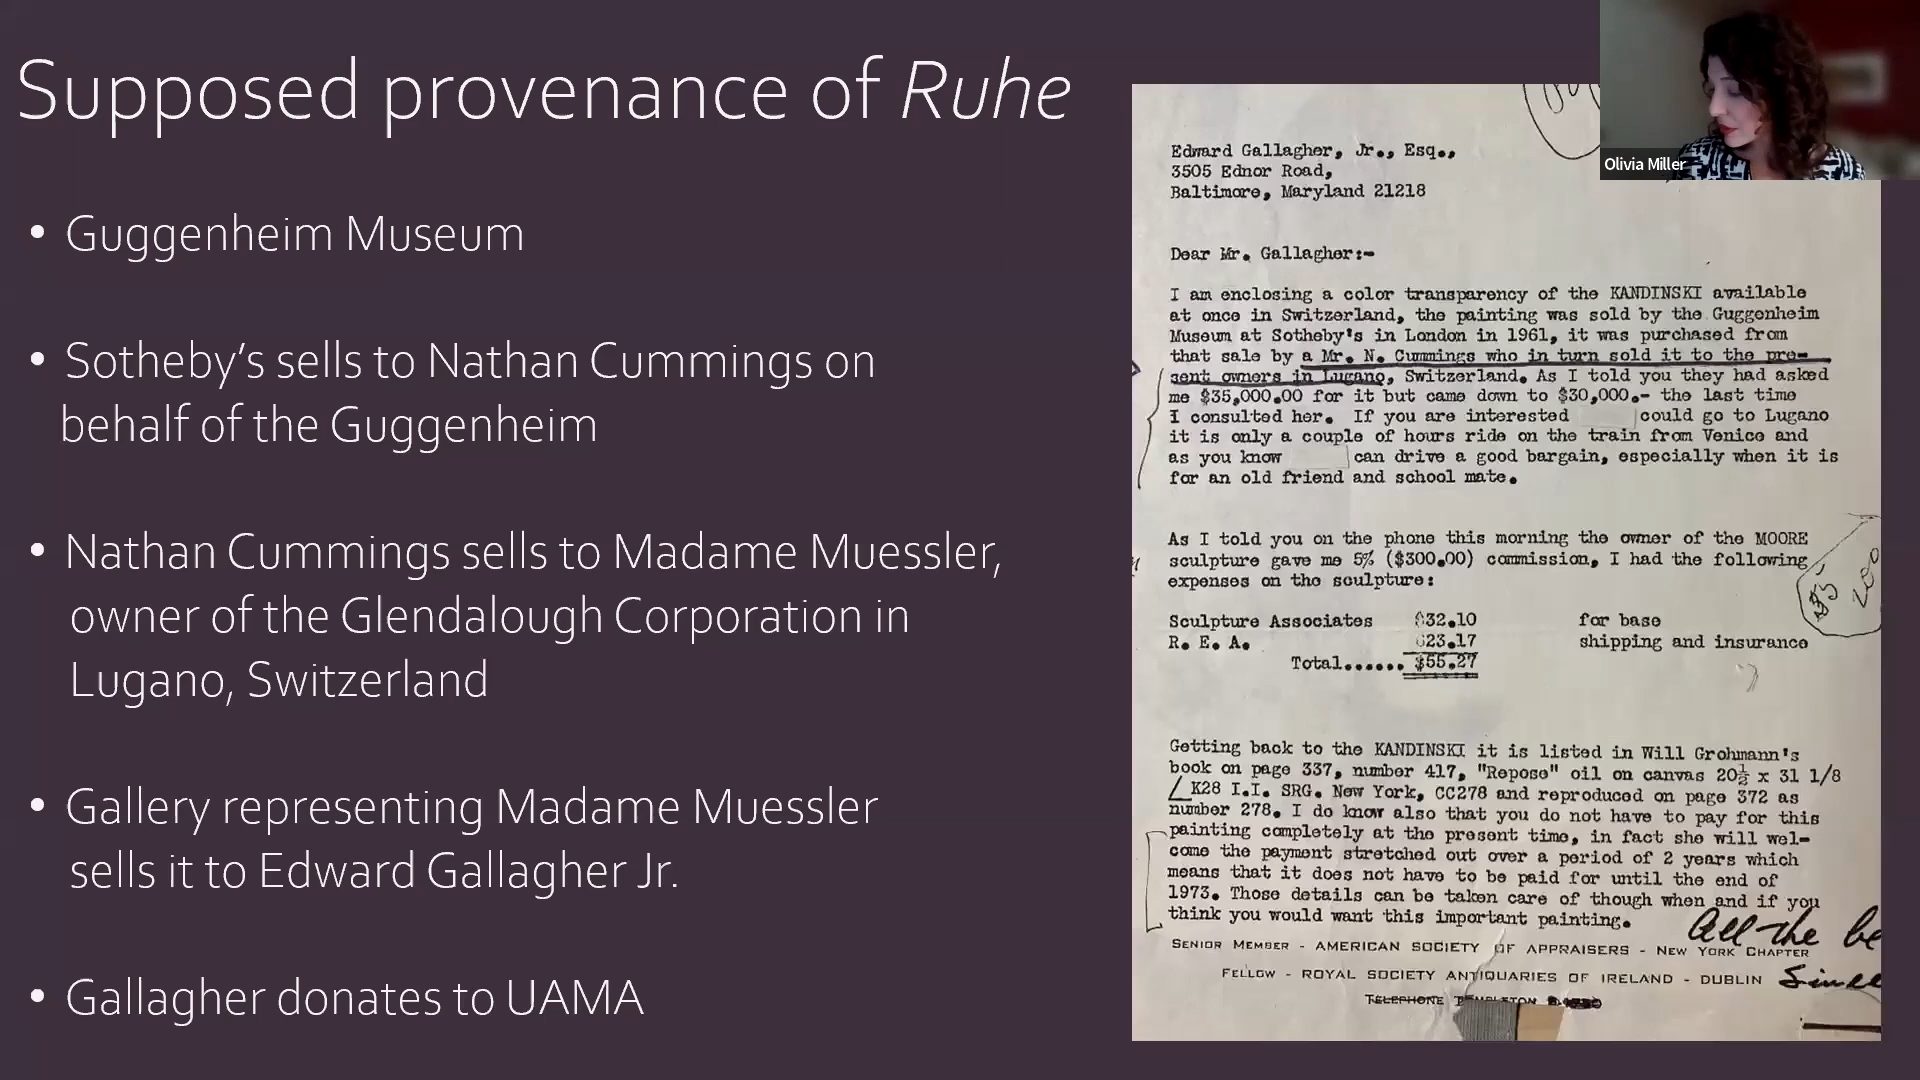 Supposed provenance of Ruhe
• Guggenheim Museum
• Sotheby’s sells to Nathan Cummings on
behalf of the Guggenheim
• Nathan Cummings sells to Madame Muessler,
owner of the Glendalough Corporation in
Lugano, Switzerland
• Gallery representing Madame Muessler
sells it to Edward Gallagher Jr.
• Gallagher donates to UAMA
Olivia Miller
Edward Gallagher, Jr., Esq.,
3505 Ednor Road,
Baltimore, Maryland 21218
Dear Mr. Gallagher:-
I am enclosing a color transparency of the KANDINSKI available
at once in Switzerland, the painting was sold by the Guggenheim
Museum at Sotheby's in London in 1961, it was purchased from
that sale by a Mr. N. Cummings who in turn sold it to the pre-
sent owners in Lugano, Switzerland. As I told you they had asked
me $35,000.00 for it but came down to $30,000.- the last time
I consulted her. If you are interested could go to Lugano
it is only a couple of hours ride on the train from Venice and
as you know can drive a good bargain, especially when it is
for an old friend and school mate.
As I told you on the phone this morning the owner of the MOORE
sculpture gave me 5% ($300.00) commission, I had the following
expenses on the sculpture:
Sculpture Associates $32.10 for base
R. E. A. $23.17 shipping and insurance
Total...... $55.27
Getting back to the KANDINSKI it is listed in Will Grohmann's
book on page 337, number 417, "Repose" oil on canvas 20½ x 31 1/8
K28 I.I. SRG. New York, CC278 and reproduced on page 372 as
number 278. I do know also that you do not have to pay for this
painting completely at the present time, in fact she will wel-
come the payment stretched out over a period of 2 years which
means that it does not have to be paid for until the end of
1973. Those details can be taken care of though when and if you
think you would want this important painting.
All the be
SENIOR MEMBER - AMERICAN SOCIETY OF APPRAISERS - NEW YORK CHAPTER
FELLOW - ROYAL SOCIETY ANTIQUARIES OF IRELAND - DUBLIN
TELEPHONE